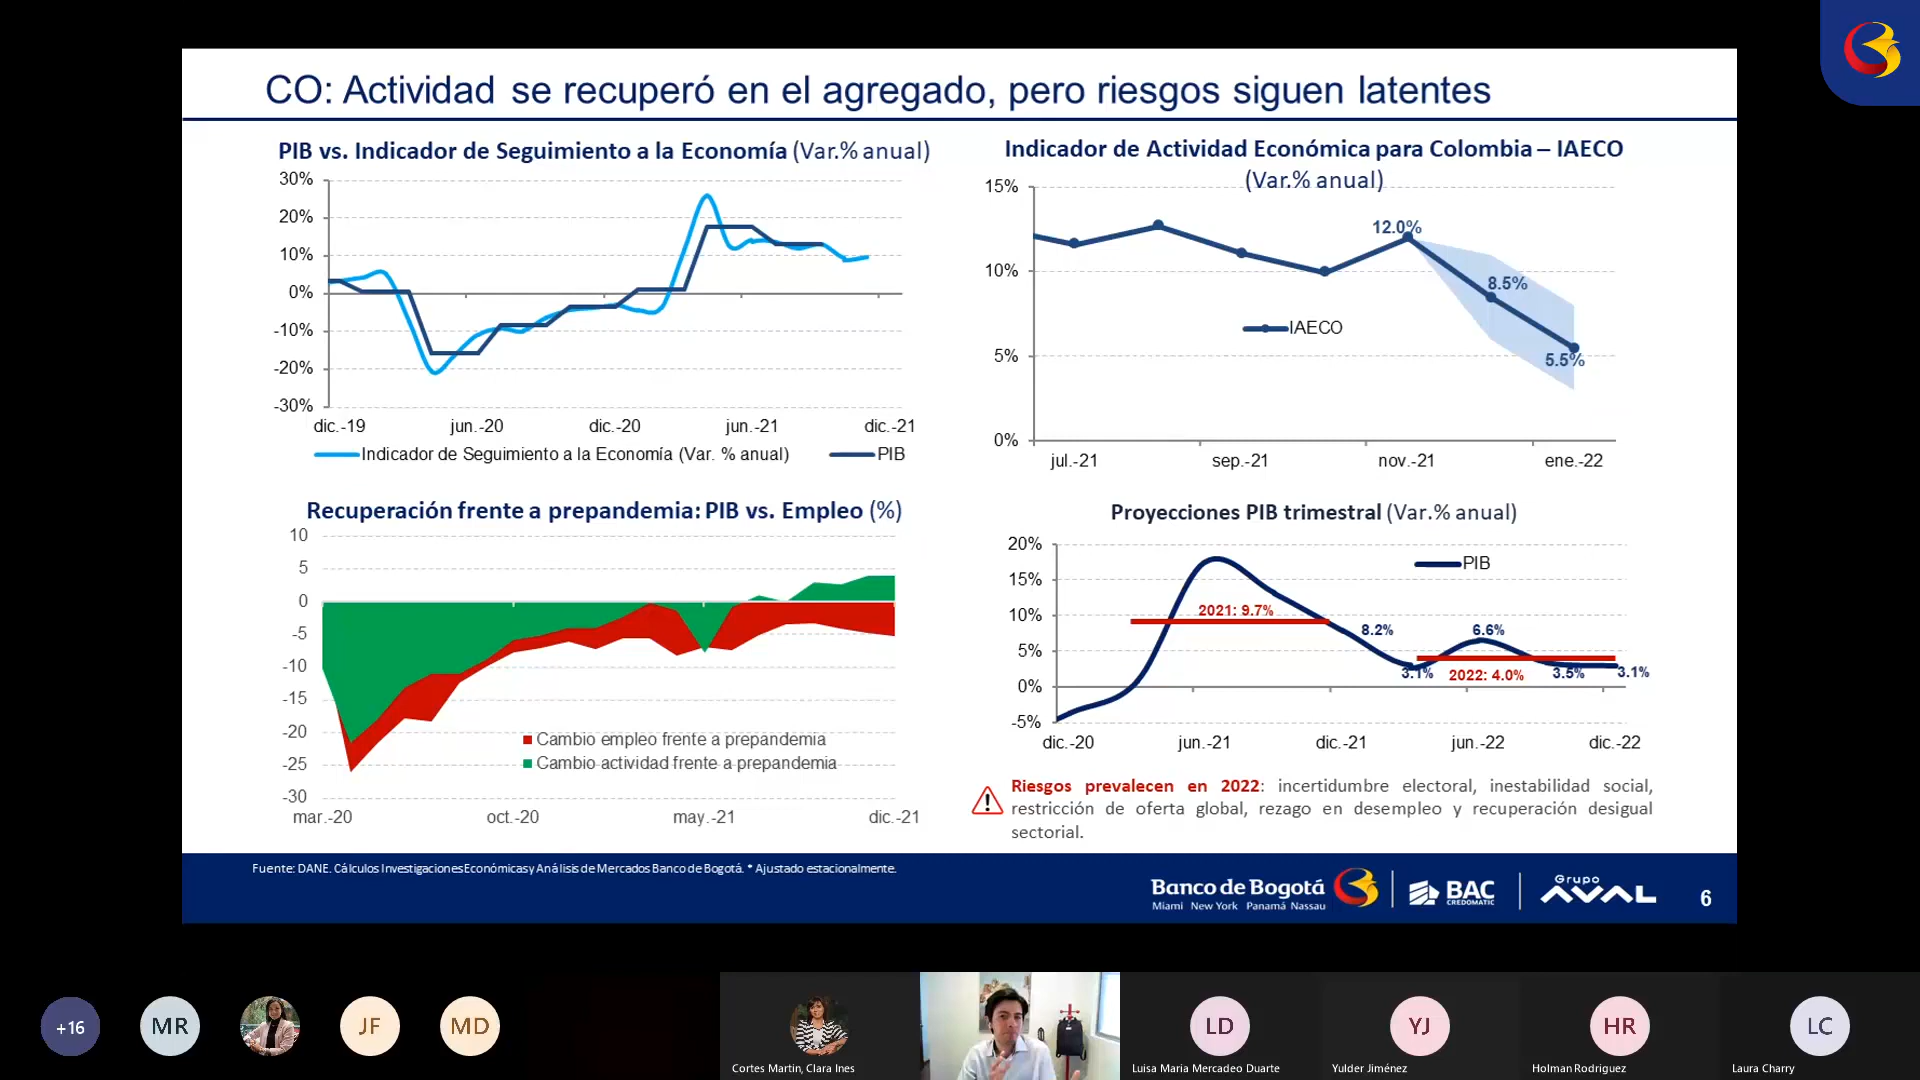 CO: Actividad se recuperó en el agregado, pero riesgos siguen latentes
PIB vs. Indicador de Seguimiento a la Economía (Var.% anual)
30%
20%
10%
0%
-10%
-20%
-30%
dic.-19 jun.-20 dic.-20 jun.-21 dic.-21
Indicador de Seguimiento a la Economía (Var. % anual) PIB
Indicador de Actividad Económica para Colombia – IAECO
(Var.% anual)
15%
10%
5%
0%
12.0%
8.5%
5.5%
IAECO
jul.-21 sep.-21 nov.-21 ene.-22
Recuperación frente a prepandemia: PIB vs. Empleo (%)
10
5
0
-5
-10
-15
-20
-25
-30
Cambio empleo frente a prepandemia
Cambio actividad frente a prepandemia
mar.-20 oct.-20 may.-21 dic.-21
Proyecciones PIB trimestral (Var.% anual)
20%
15%
10%
5%
0%
-5%
PIB
2021: 9.7%
8.2%
6.6%
3.1%
2022: 4.0%
3.5%
3.1%
dic.-20 jun.-21 dic.-21 jun.-22 dic.-22
Riesgos prevalecen en 2022: incertidumbre electoral, inestabilidad social,
restricción de oferta global, rezago en desempleo y recuperación desigual
sectorial.
Fuente: DANE. Cálculos Investigaciones Económicas y Análisis de Mercados Banco de Bogotá. * Ajustado estacionalmente.
Banco de Bogotá
Miami New York Panamá Nassau
BAC
CREDOMATIC
Grupo
AVAL
6
+16
MR
JF
MD
LD
YJ
HR
LC
Cortes Martin, Clara Ines
Luisa Maria Mercadeo Duarte
Yulder Jiménez
Holman Rodriguez
Laura Charry